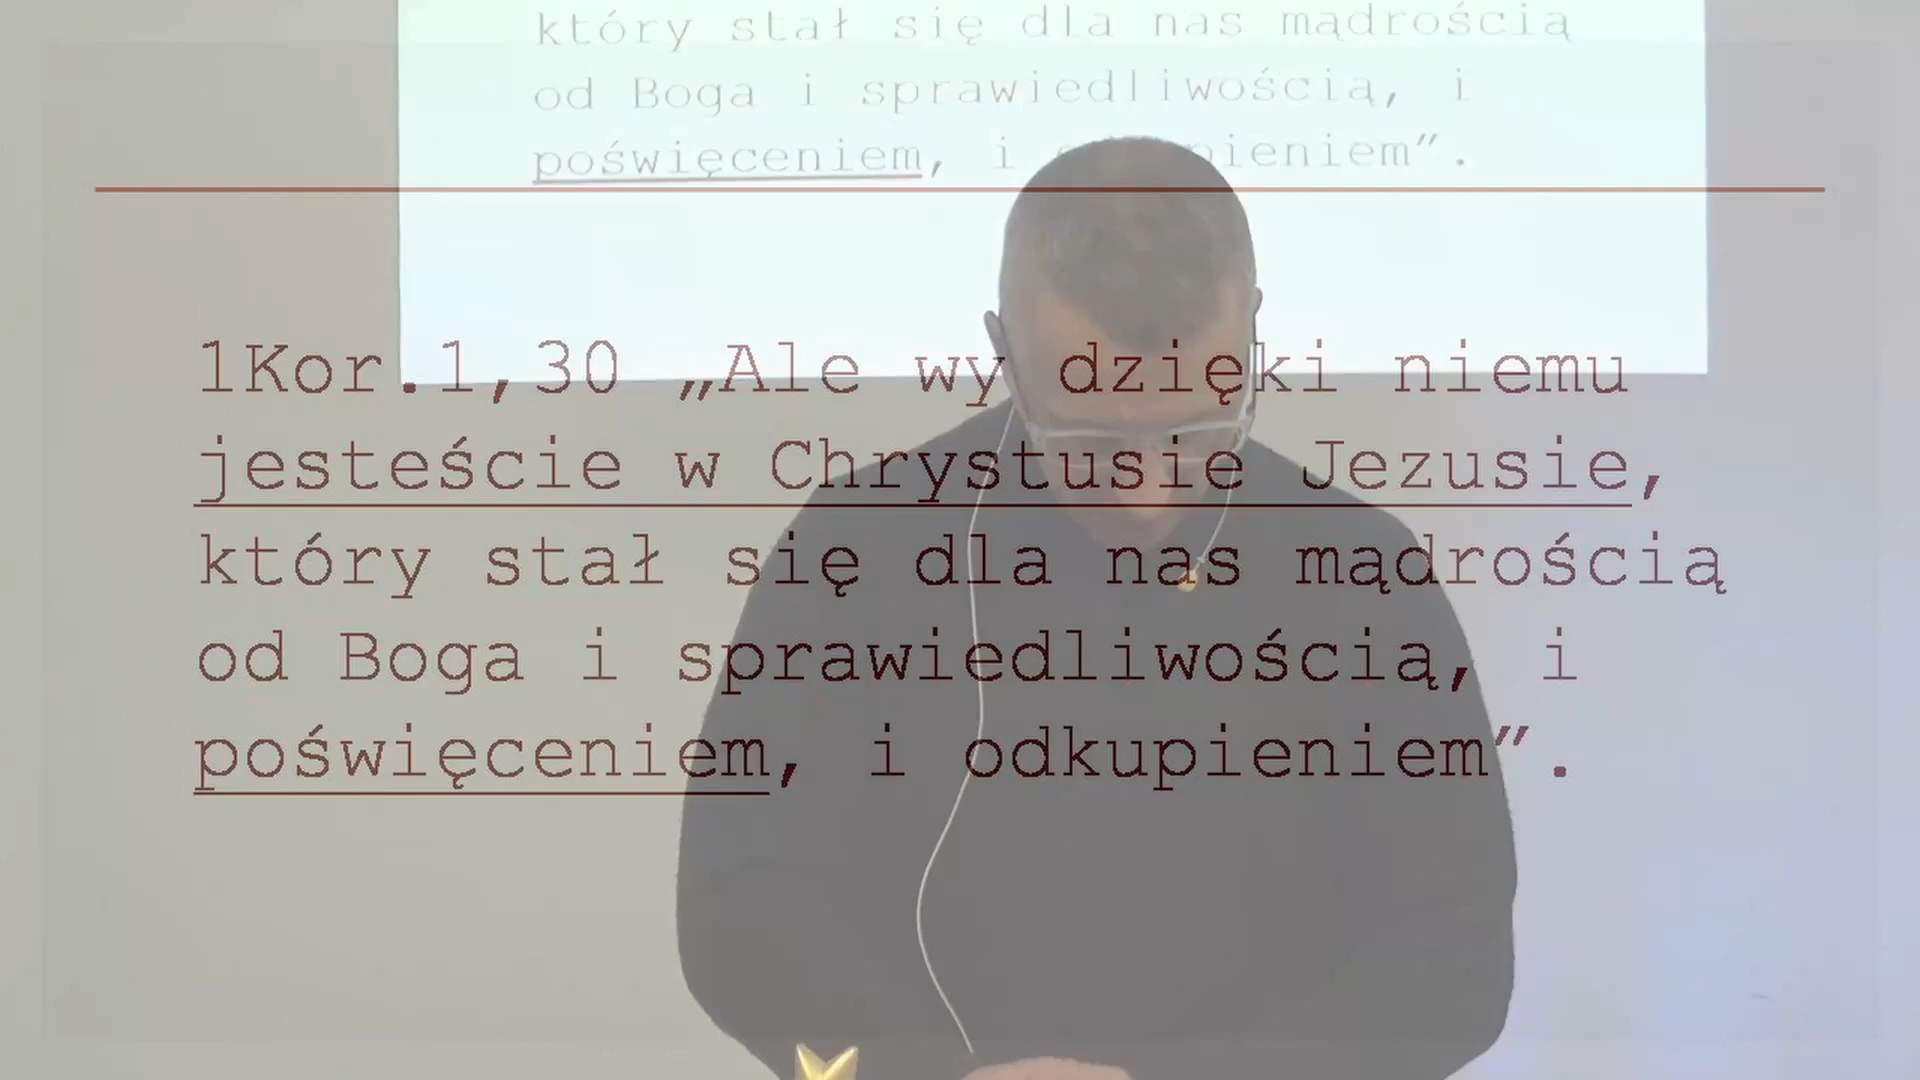 który stał się dla nas mądrością
od Boga i sprawiedliwością, i
poświęceniem, i
1Kor.1,30 „Ale wy dzięki niemu
jesteście w Chrystusie Jezusie,
który stał się dla nas mądrością
od Boga i sprawiedliwością, i
poświęceniem, i odkupieniem”.